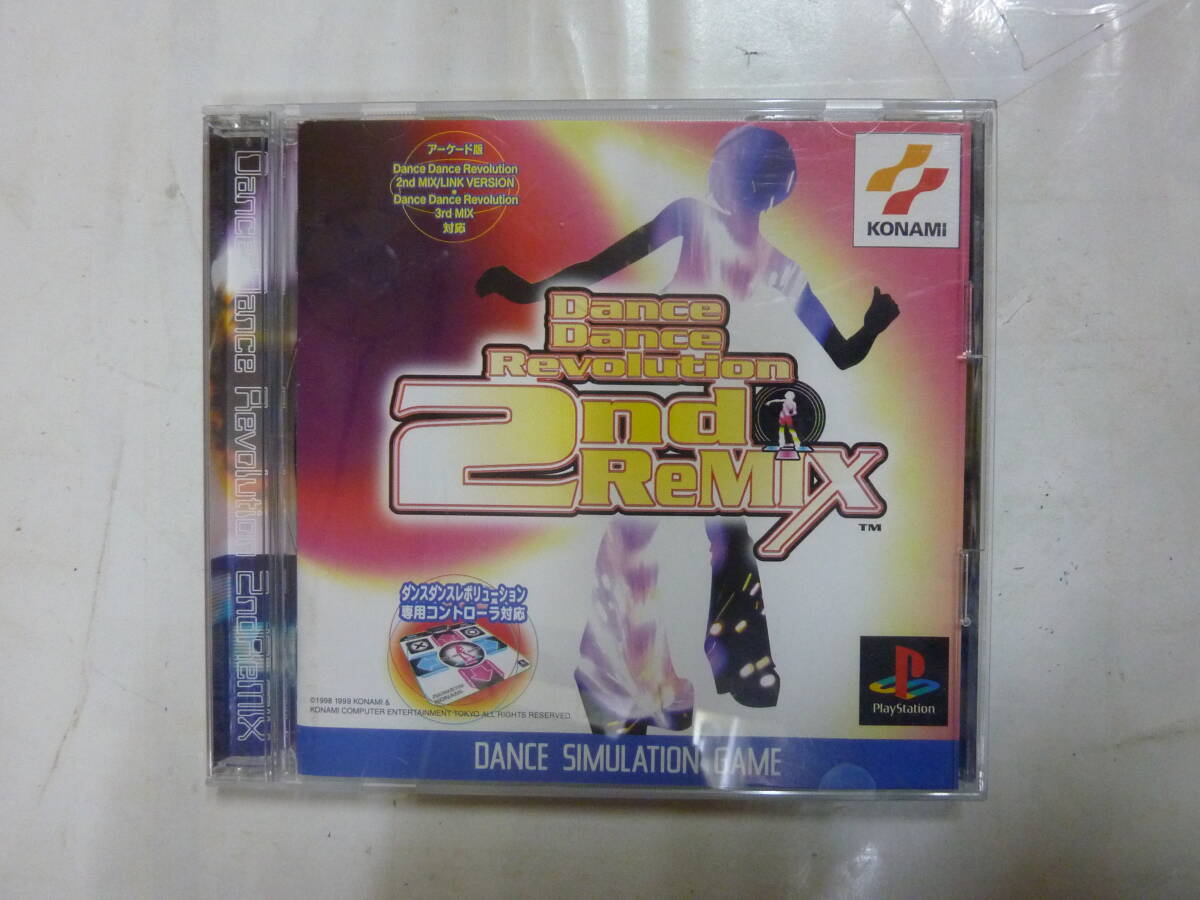 Dance Dance Revolution 2ndReMIX
アーケード版
Dance Dance Revolution
2nd MIX/LINK VERSION
・
Dance Dance Revolution
3rd MIX
対応
KONAMI
Dance
Dance
Revolution
2nd
ReMIX
TM
ダンスダンスレボリューション
専用コントローラ対応
©1998 1999 KONAMI &
KONAMI COMPUTER ENTERTAINMENT TOKYO ALL RIGHTS RESERVED.
PlayStation
DANCE SIMULATION GAME